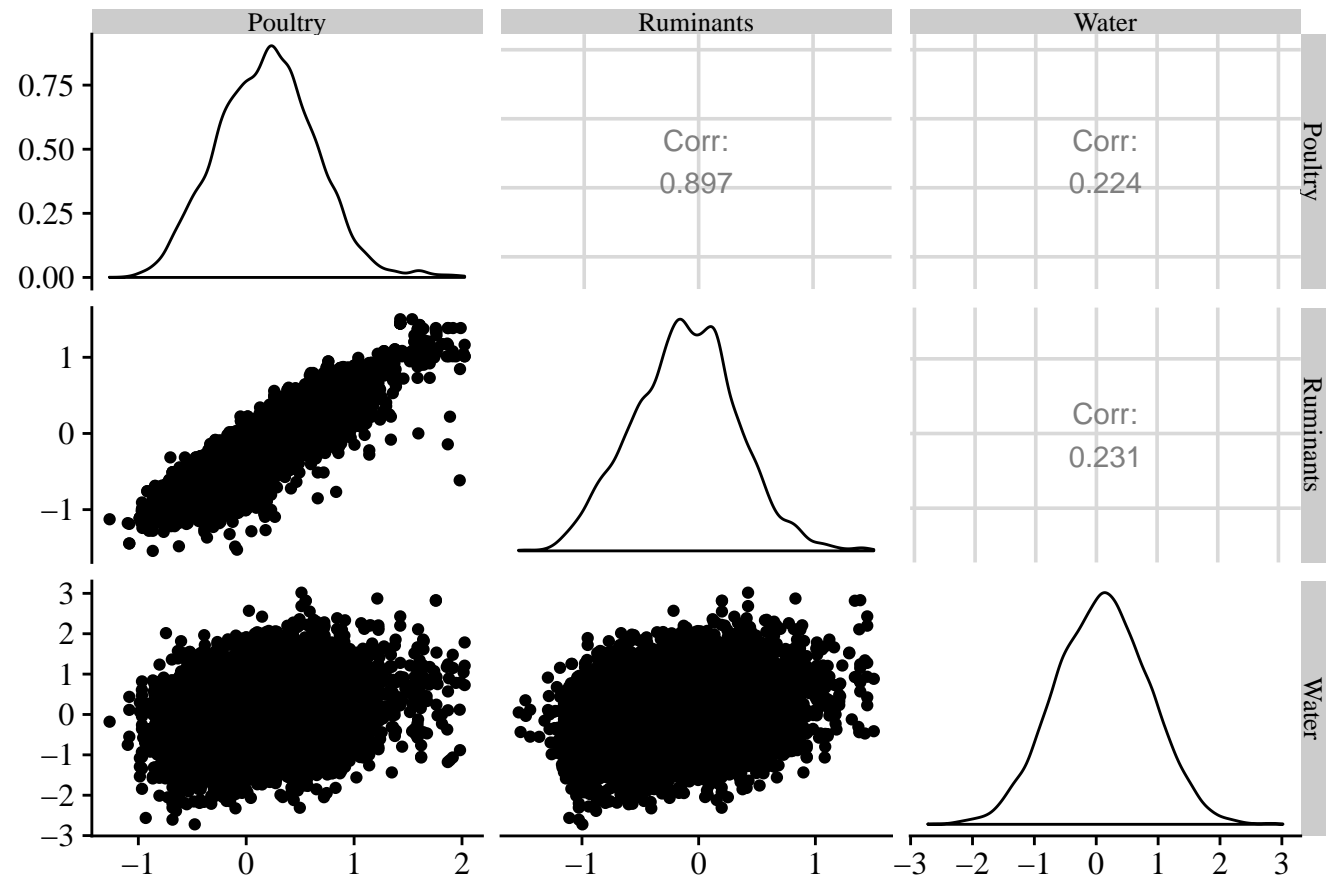 Poultry Ruminants Water
0.75
0.50
0.25
0.00
Corr:
0.897
Corr:
0.224
Poultry
1
0
−1
Corr:
0.231
Ruminants
3
2
1
0
−1
−2
−3
Water
−1 0 1 2 −1 0 1 −3 −2 −1 0 1 2 3